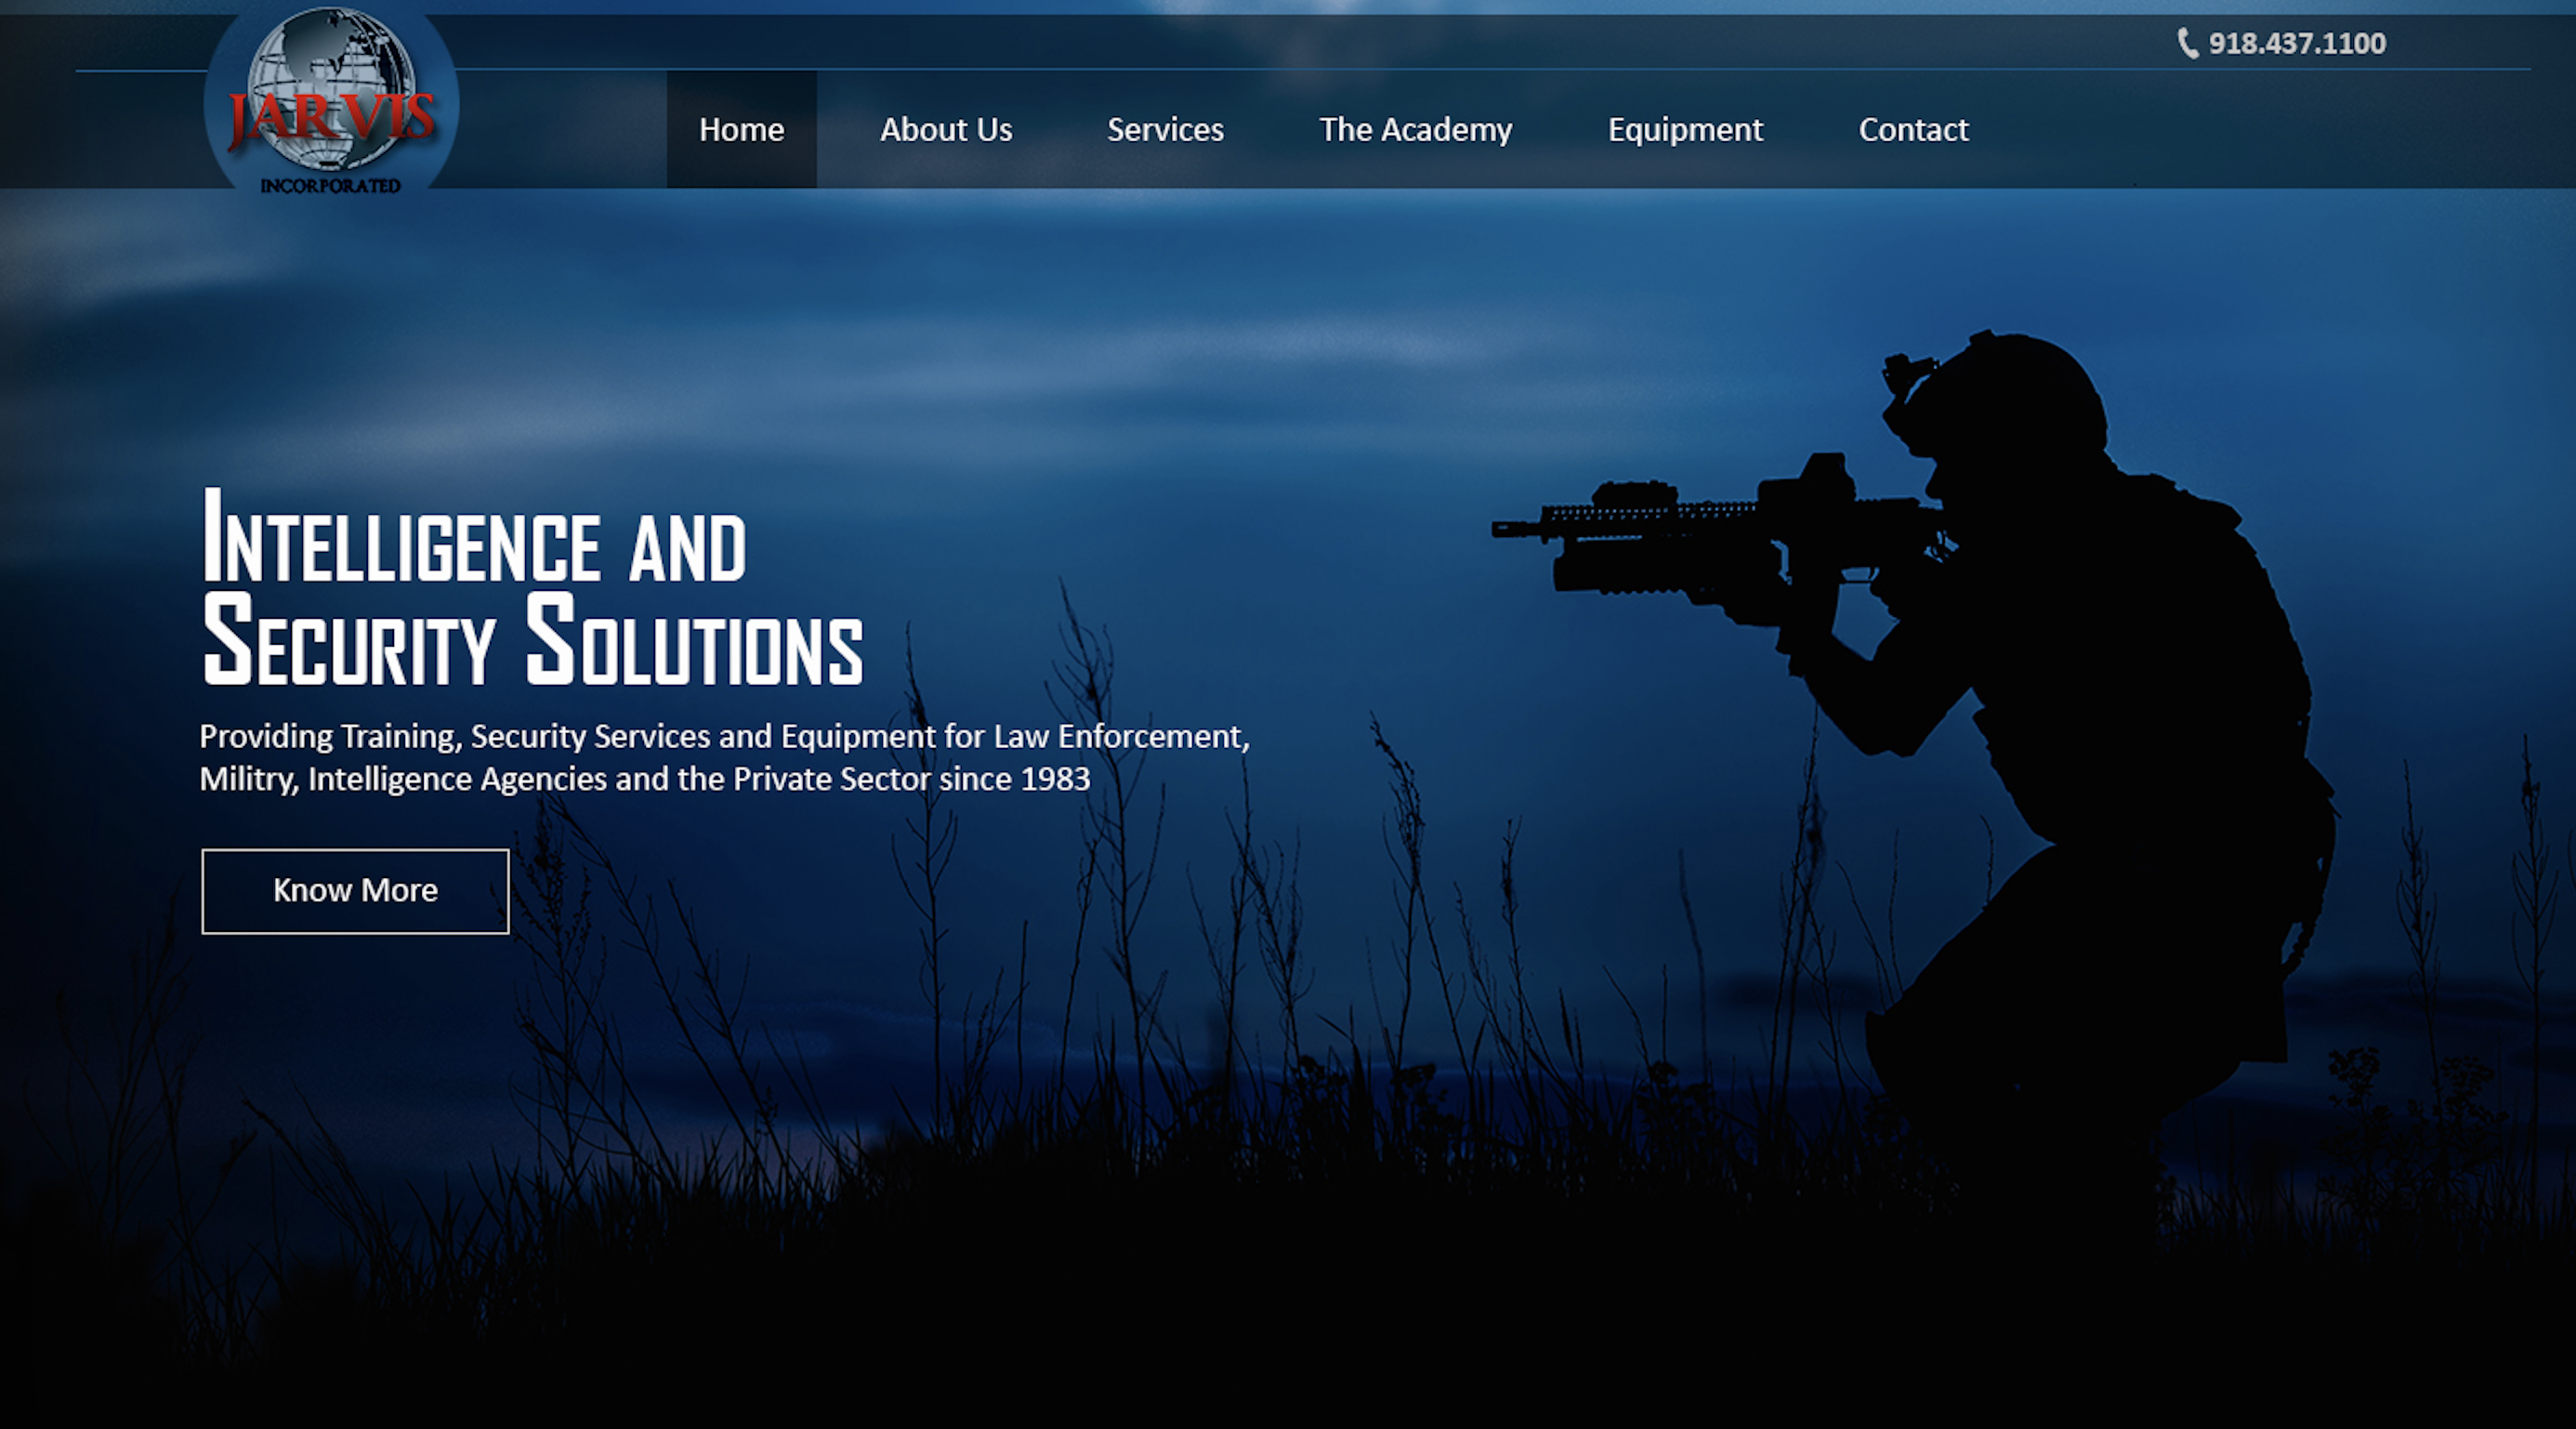 918.437.1100
JARVIS
INCORPORATED
Home About Us Services The Academy Equipment Contact
Intelligence and
Security Solutions
Providing Training, Security Services and Equipment for Law Enforcement,
Militry, Intelligence Agencies and the Private Sector since 1983
Know More